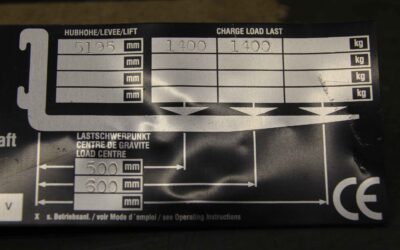 HUBHÖHE/LEVEE/LIFT CHARGE LOAD LAST
5195 mm 1400 1400 kg
mm kg
mm kg
mm kg
aft
LASTSCHWERPUNKT
CENTRE DE GRAVITE
LOAD CENTRE
500 mm
600 mm
mm
V
X s. Betriebsanl. / voir Mode d'emploi / see Operating Instructions
CE